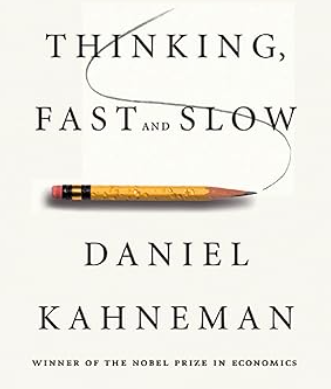 THINKING,
FAST AND SLOW
DANIEL
KAHNEMAN
WINNER OF THE NOBEL PRIZE IN ECONOMICS